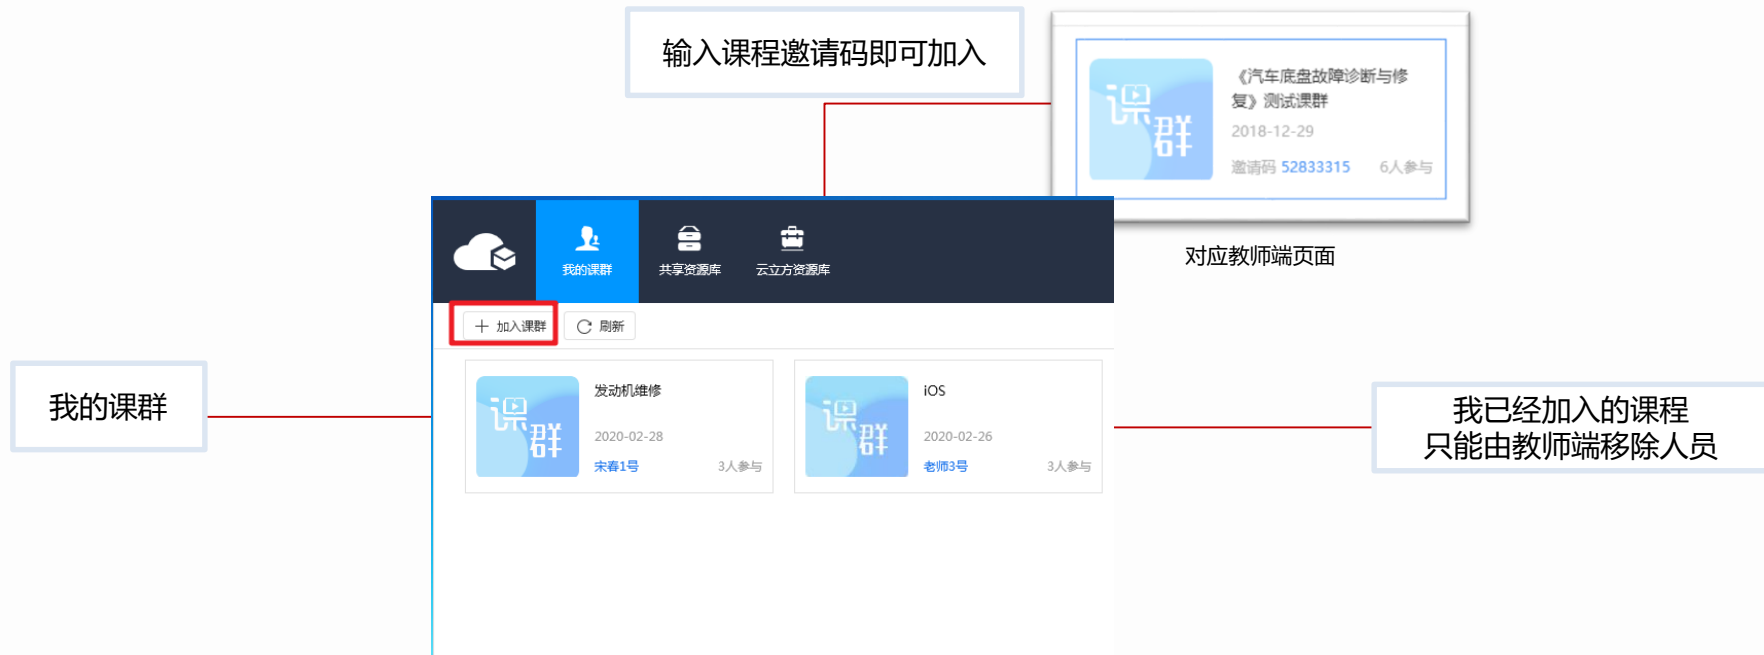 输入课程邀请码即可加入
课
群
《汽车底盘故障诊断与修
复》测试课群
2018-12-29
邀请码 52833315 6人参与
对应教师端页面
我的课群 共享资源库 云立方资源库
加入课群 刷新
我的课群
课
群
发动机维修
2020-02-28
宋春1号 3人参与
课
群
iOS
2020-02-26
老师3号 3人参与
我已经加入的课程
只能由教师端移除人员